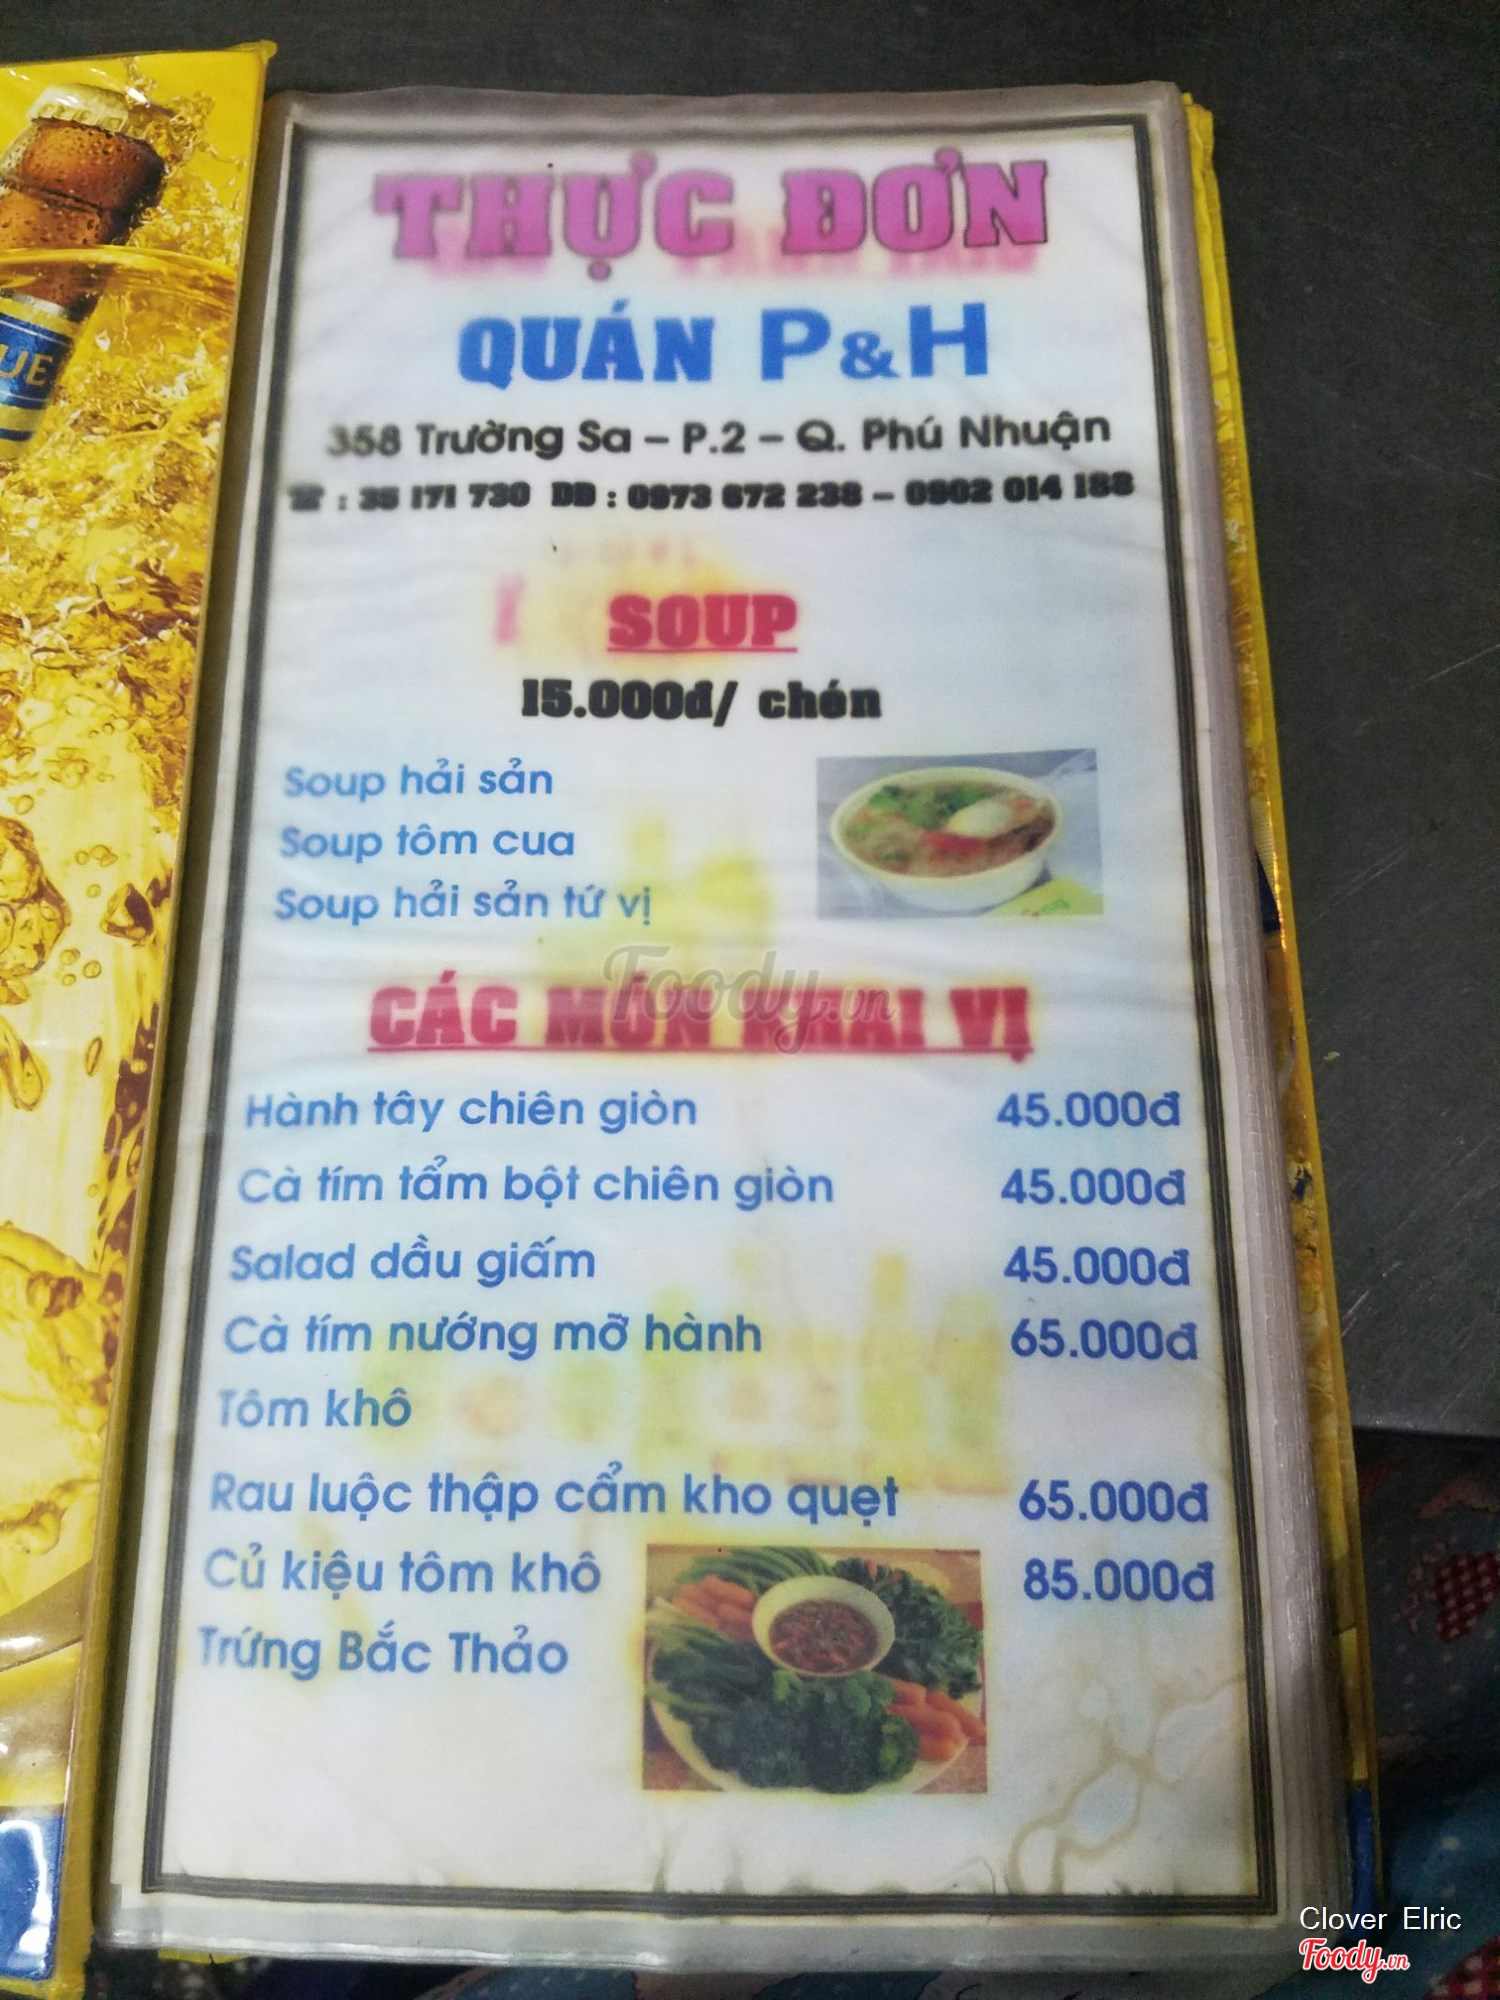 THỰC ĐƠN
QUÁN P&H
358 Trường Sa – P.2 – Q. Phú Nhuận
☎ : 35 171 730 DĐ : 0973 672 238 – 0902 014 188
SOUP
15.000đ/ chén
Soup hải sản
Soup tôm cua
Soup hải sản tứ vị
Foody.vn
CÁC MÓN KHAI VỊ
Hành tây chiên giòn 45.000đ
Cà tím tẩm bột chiên giòn 45.000đ
Salad dầu giấm 45.000đ
Cà tím nướng mỡ hành 65.000đ
Tôm khô
Rau luộc thập cẩm kho quẹt 65.000đ
Củ kiệu tôm khô 85.000đ
Trứng Bắc Thảo
Clover Elric
Foody.vn